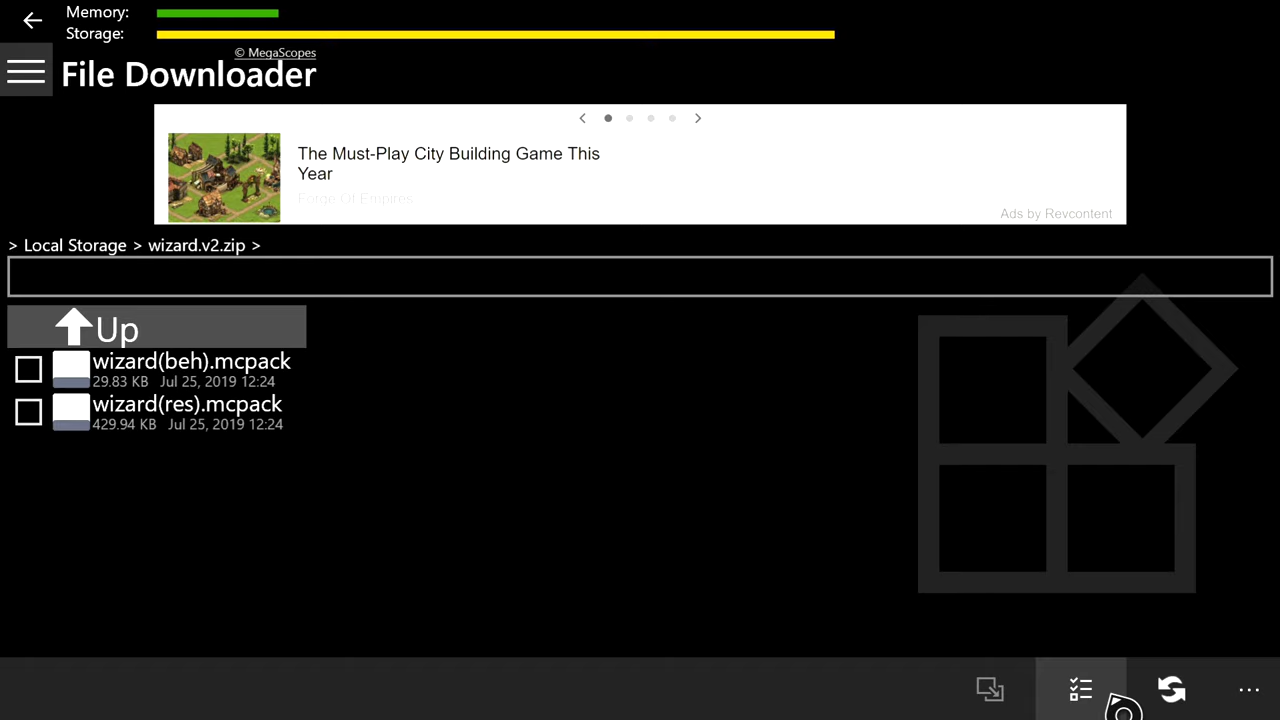 Memory:
Storage:
© MegaScopes
File Downloader
The Must-Play City Building Game This
Year
Forge Of Empires
Ads by Revcontent
> Local Storage > wizard.v2.zip >
Up
wizard(beh).mcpack
29.83 KB Jul 25, 2019 12:24
wizard(res).mcpack
429.94 KB Jul 25, 2019 12:24